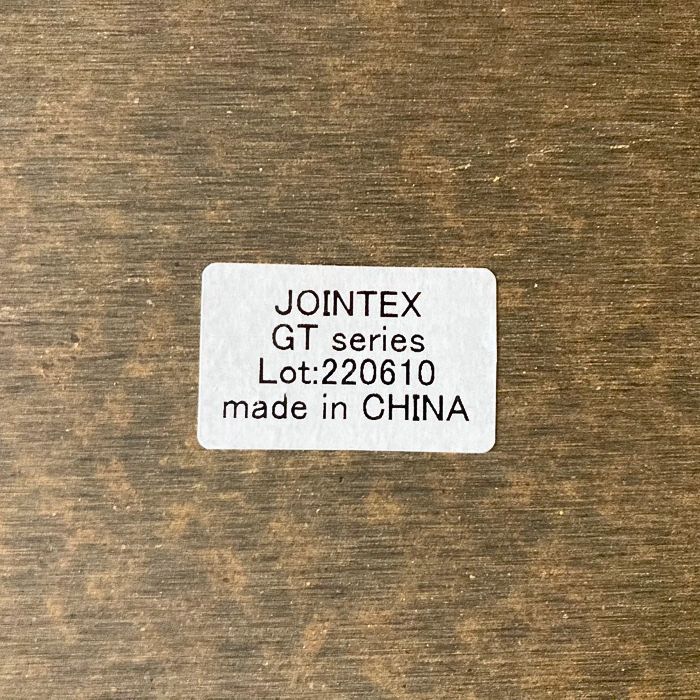 JOINTEX
GT series
Lot:220610
made in CHINA